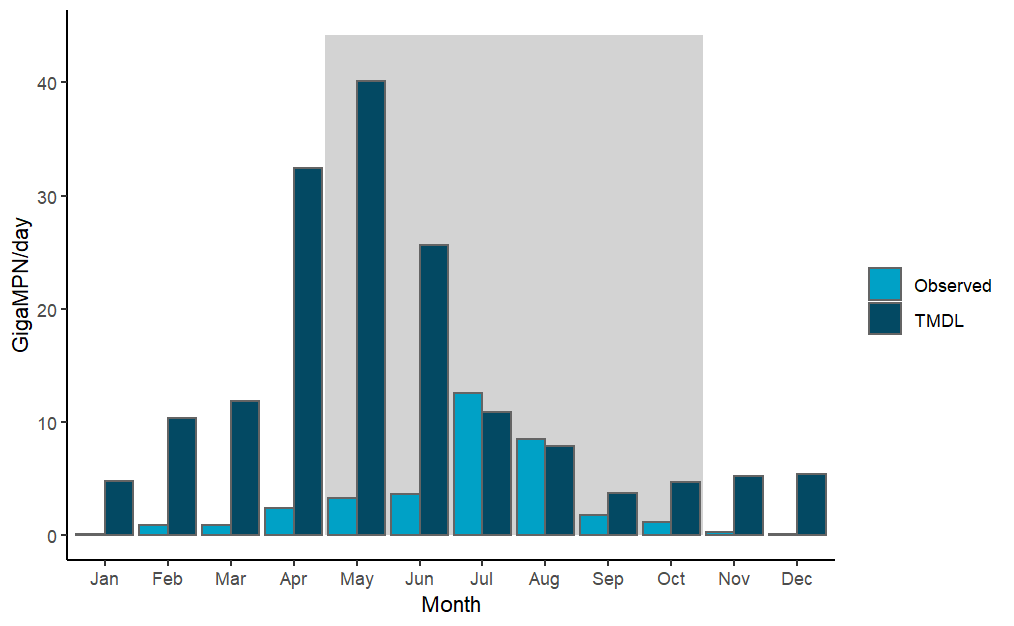 GigaMPN/day
40
30
20
10
0
Jan Feb Mar Apr May Jun Jul Aug Sep Oct Nov Dec
Month
Observed
TMDL